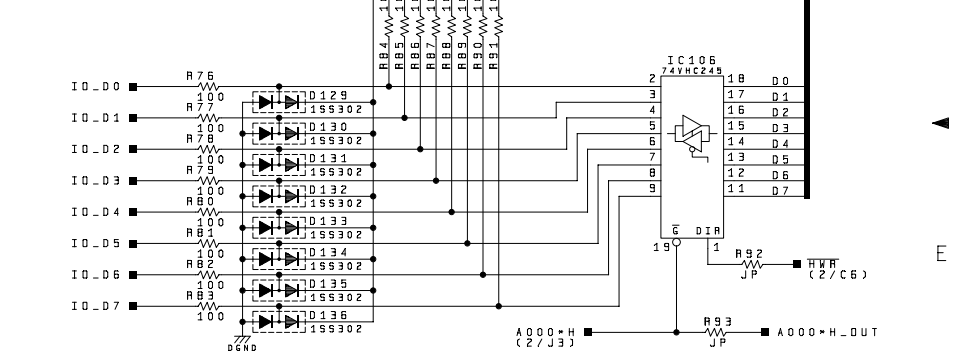 R84 R85 R86 R87 R88 R89 R90 R91
IC106
74VHC245
IO_D0 R76 100 D129 1SS302 2 18 D0
IO_D1 R77 100 D130 1SS302 3 17 D1
IO_D2 R78 100 D131 1SS302 4 16 D2
IO_D3 R79 100 D132 1SS302 5 15 D3
IO_D4 R80 100 D133 1SS302 6 14 D4
IO_D5 R81 100 D134 1SS302 7 13 D5
IO_D6 R82 100 D135 1SS302 8 12 D6
IO_D7 R83 100 D136 1SS302 9 11 D7
G DIR
19 1
R92 JP HWR
(2/C6)
E
A000*H R93 JP A000*H_OUT
(2/J3)
DGND